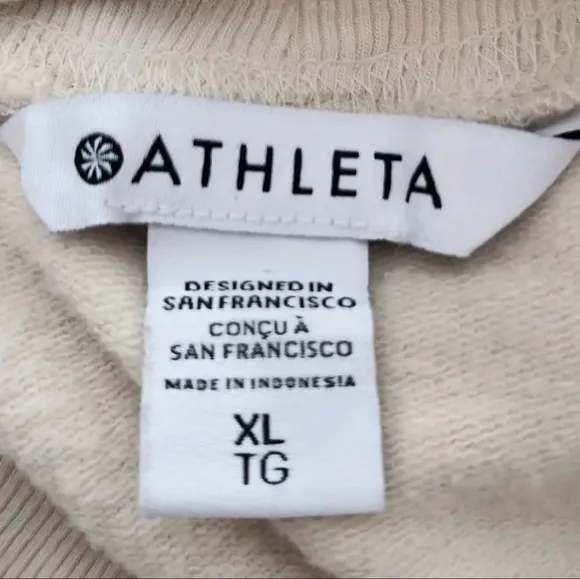 ATHLETA
DESIGNED IN
SAN FRANCISCO
CONÇU À
SAN FRANCISCO
MADE IN INDONESIA
XL
TG